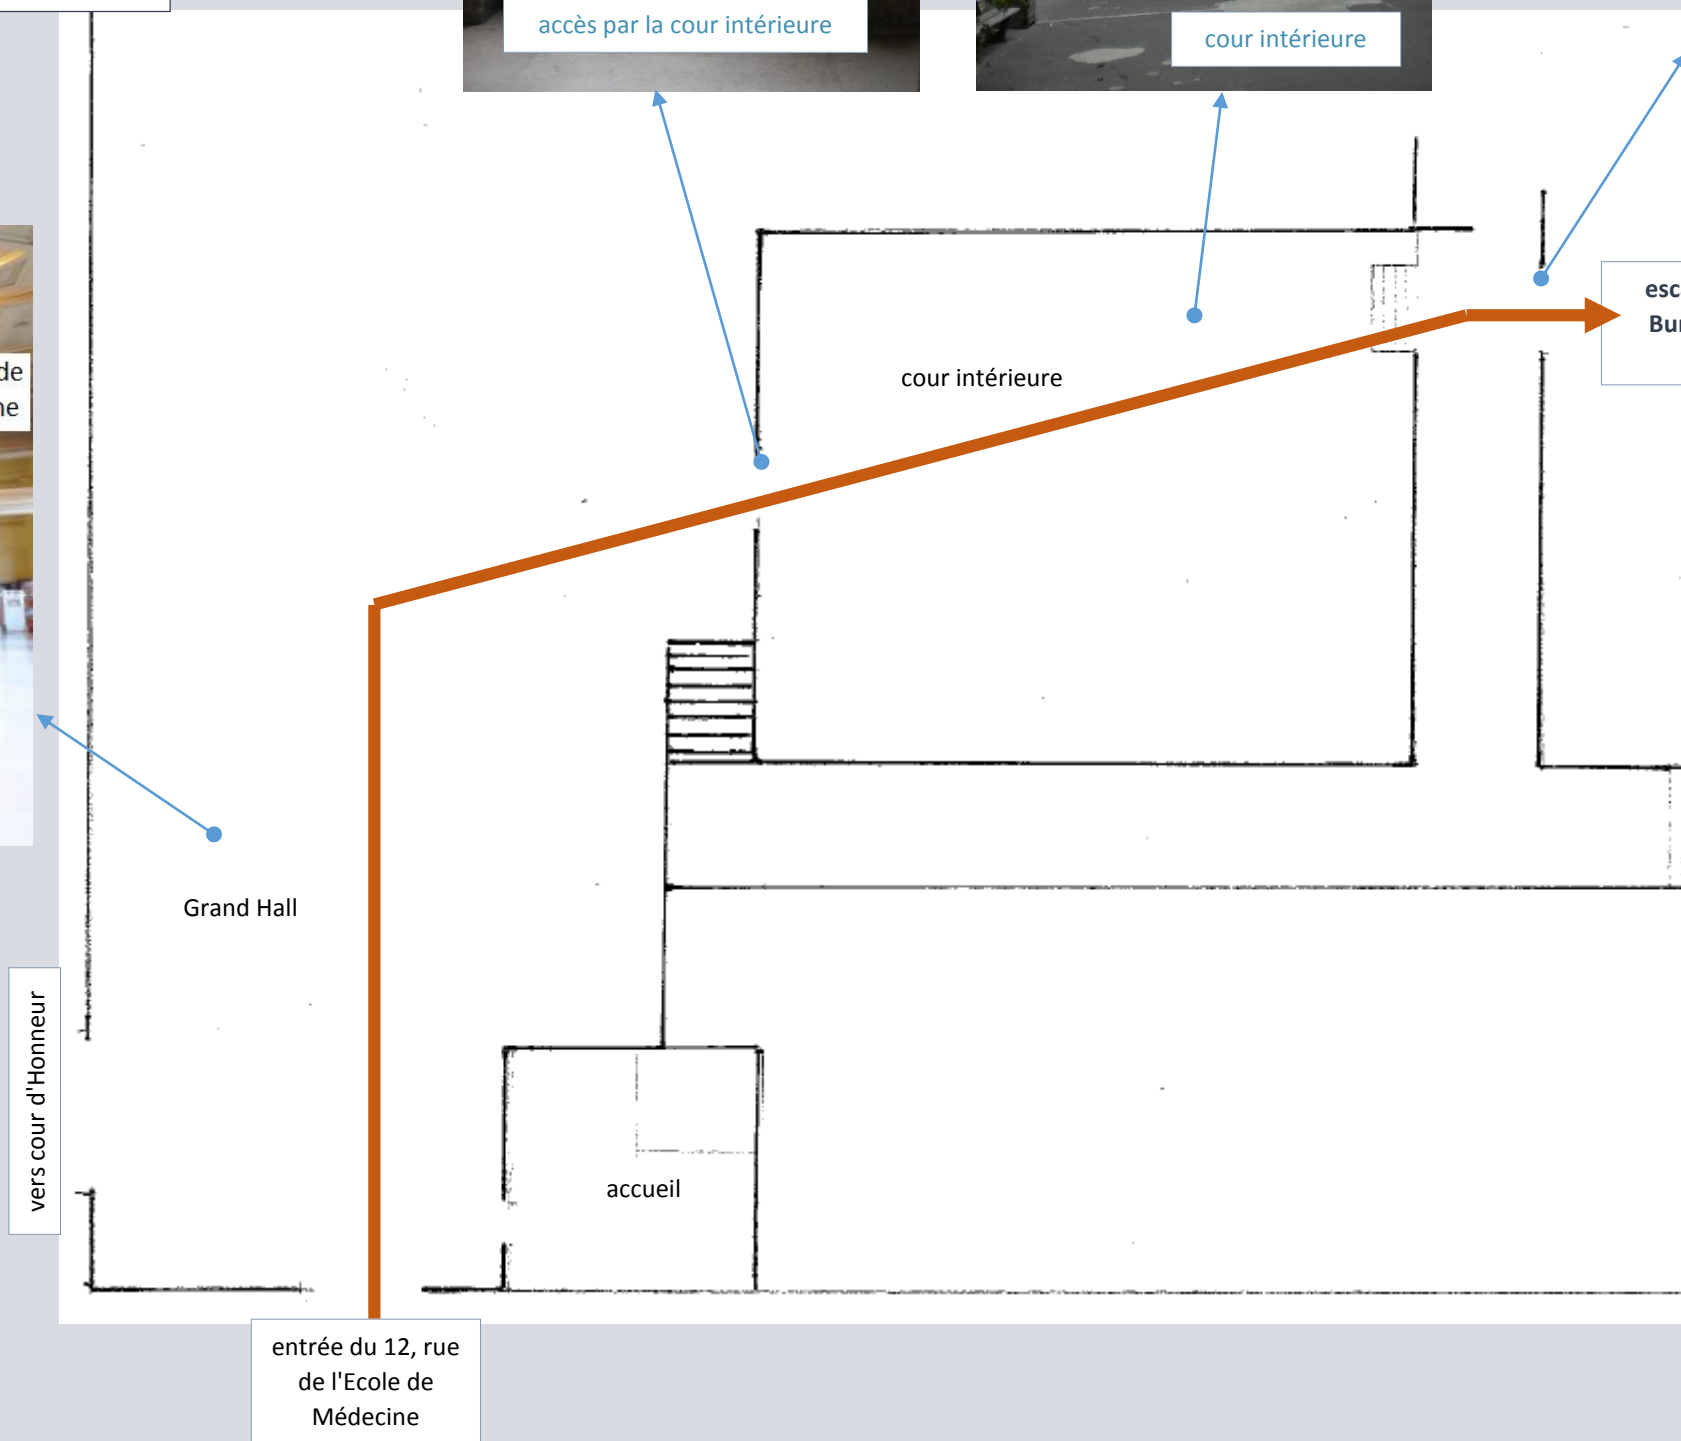 accès par la cour intérieure
cour intérieure
de
cour intérieure
Grand Hall
vers cour d'Honneur
accueil
entrée du 12, rue
de l'Ecole de
Médecine